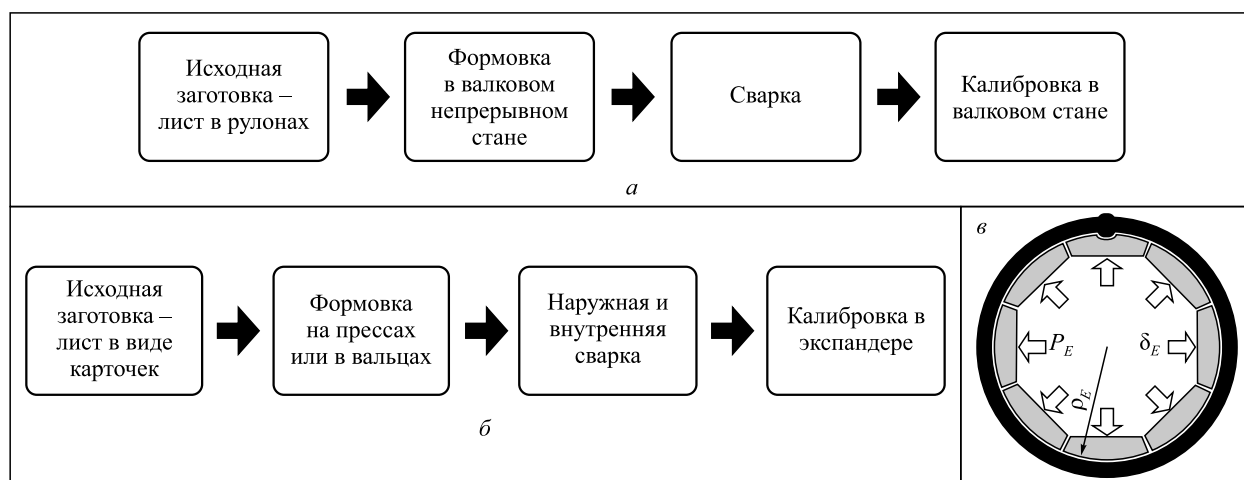 Исходная
заготовка –
лист в рулонах
Формовка
в валковом
непрерывном
стане
Сварка
Калибровка в
валковом стане
а
Исходная
заготовка –
лист в виде
карточек
Формовка
на прессах
или в вальцах
Наружная и
внутренняя
сварка
Калибровка в
экспандере
б
в
P_E
δ_E
ρ_E